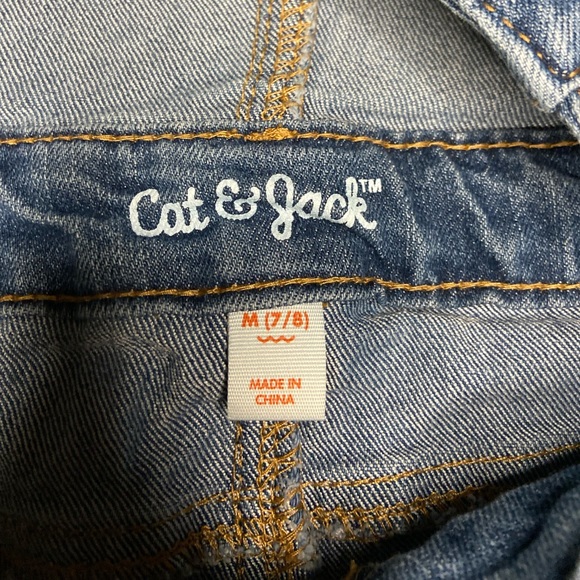 Cat & Jack™
M (7/8)
MADE IN
CHINA